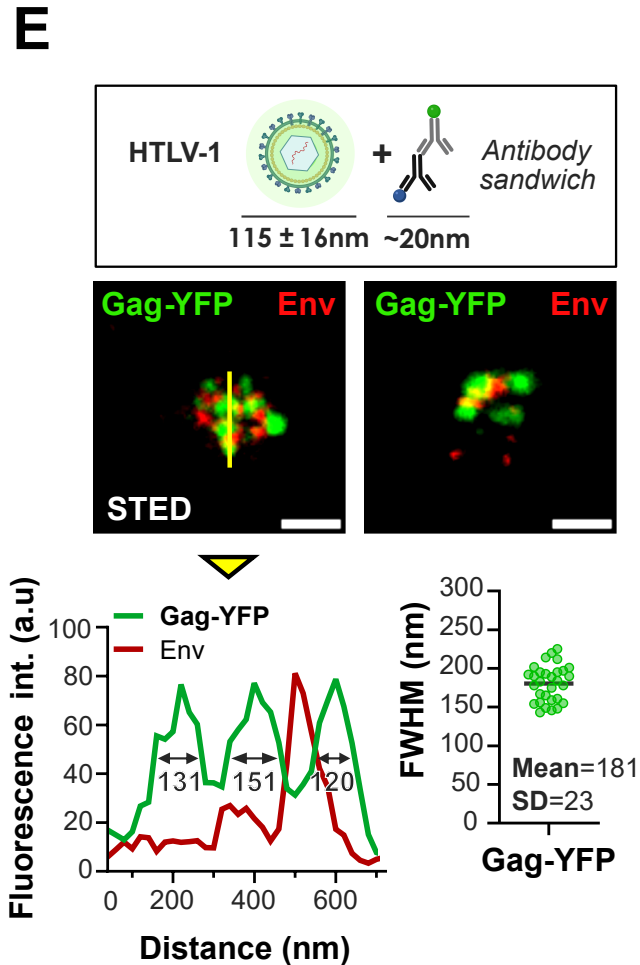 E
HTLV-1
+
Antibody
sandwich
115 ± 16nm
~20nm
Gag-YFP Env
Gag-YFP Env
STED
Fluorescence int. (a.u)
100
80
60
40
20
0
Gag-YFP
Env
131
151
120
0
200
400
600
Distance (nm)
FWHM (nm)
300
250
200
150
100
50
0
Mean=181
SD=23
Gag-YFP